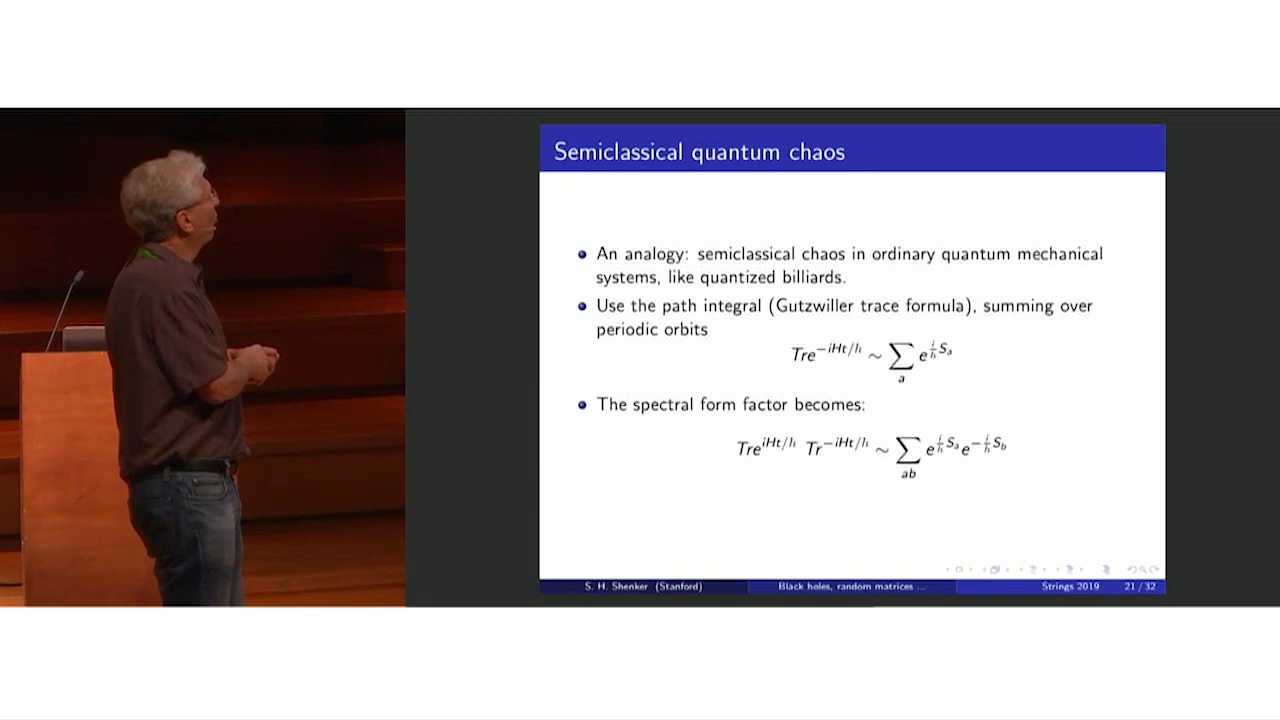 Semiclassical quantum chaos
An analogy: semiclassical chaos in ordinary quantum mechanical
systems, like quantized billiards.
Use the path integral (Gutzwiller trace formula), summing over
periodic orbits
Tre^{-iHt/ħ} ∼ ∑_a e^{i/ħ S_a}
The spectral form factor becomes:
Tre^{iHt/ħ} Tr^{-iHt/ħ} ∼ ∑_{ab} e^{i/ħ S_a} e^{-i/ħ S_b}
S. H. Shenker (Stanford) Black holes, random matrices ... Strings 2019 21 / 32